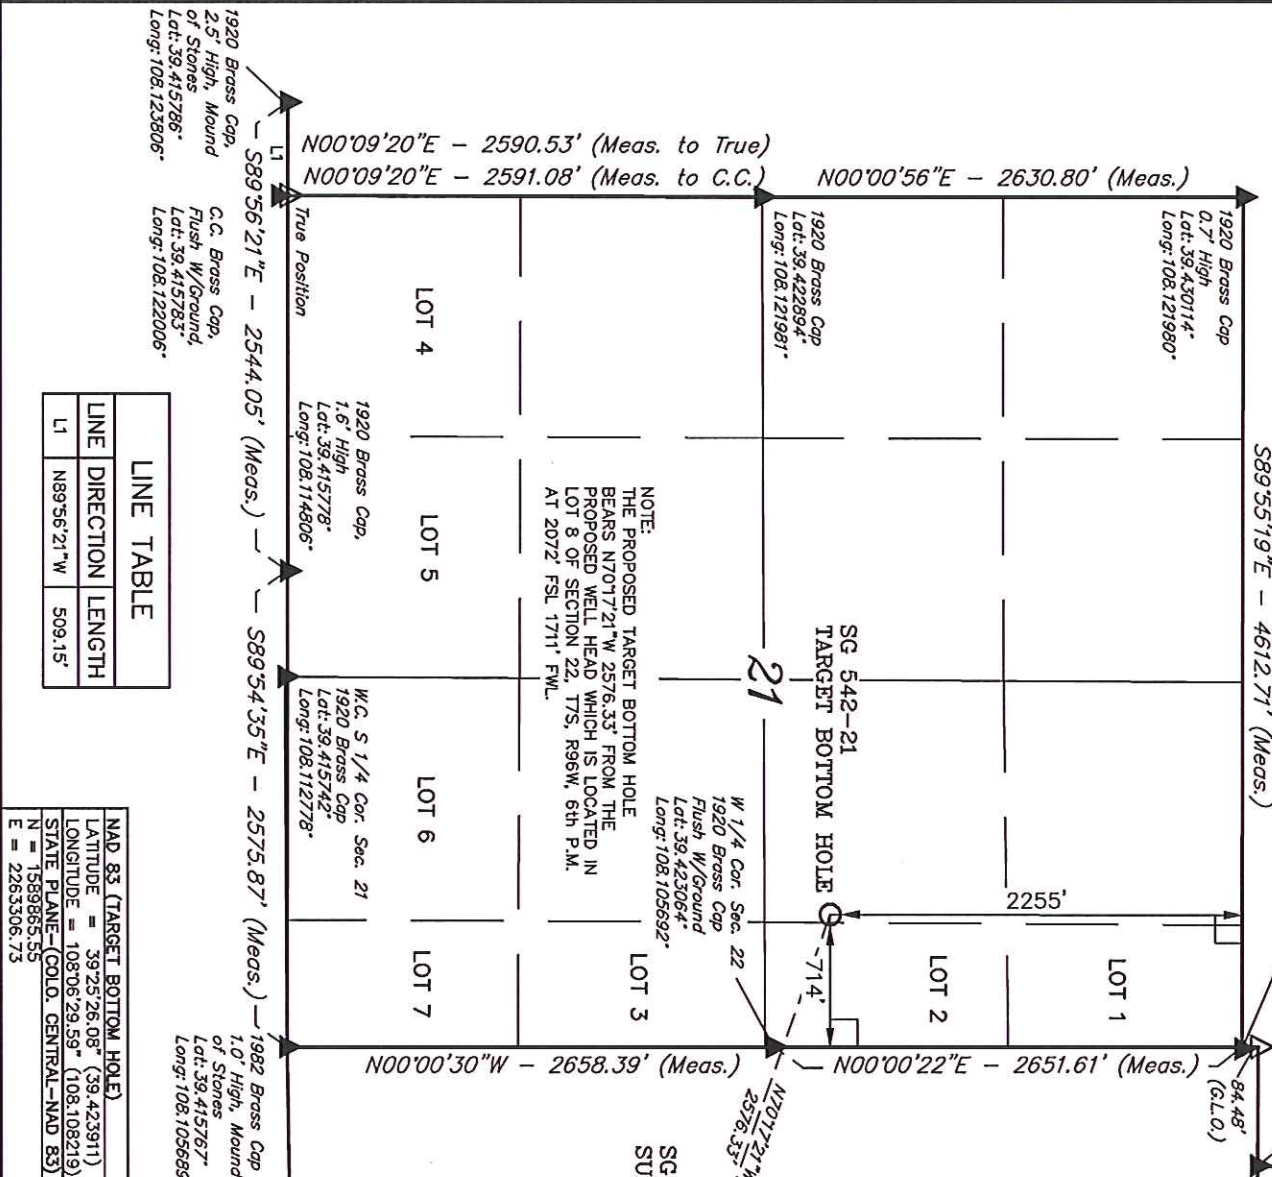 S89°55'19"E - 4612.71' (Meas.)
1920 Brass Cap
0.7' High
Lat: 39.430114°
Long: 108.121980°
N00°00'56"E - 2630.80' (Meas.)
84.48'
(G.L.O.)
LOT 1
2255'
LOT 2
N00°00'22"E - 2651.61' (Meas.)
SG 542-21
TARGET BOTTOM HOLE
714'
1920 Brass Cap
Lat: 39.422894°
Long: 108.121981°
21
W 1/4 Cor. Sec. 22
1920 Brass Cap
Flush W/Ground
Lat: 39.423064°
Long: 108.105692°
N70°17'21"W
2576.33'
SG
SU
N00°09'20"E - 2590.53' (Meas. to True)
N00°09'20"E - 2591.08' (Meas. to C.C.)
NOTE:
THE PROPOSED TARGET BOTTOM HOLE
BEARS N70°17'21"W 2576.33' FROM THE
PROPOSED WELL HEAD WHICH IS LOCATED IN
LOT 8 OF SECTION 22, T7S, R96W, 6th P.M.
AT 2072' FSL 1711' FWL.
LOT 3
LOT 4
LOT 5
LOT 6
LOT 7
N00°00'30"W - 2658.39' (Meas.)
True Position
L1
1920 Brass Cap,
1.6' High
Lat: 39.415778°
Long: 108.114806°
W.C. S 1/4 Cor. Sec. 21
1920 Brass Cap
Lat: 39.415742°
Long: 108.112778°
S89°56'21"E - 2544.05' (Meas.)
S89°54'35"E - 2575.87' (Meas.)
1920 Brass Cap,
2.5' High, Mound
of Stones
Lat: 39.415786°
Long: 108.123806°
C.C. Brass Cap,
Flush W/Ground,
Lat: 39.415783°
Long: 108.122006°
1982 Brass Cap
1.0' High, Mound
of Stones
Lat: 39.415767°
Long: 108.105689
LINE TABLE
LINE DIRECTION LENGTH
L1 N89°56'21"W 509.15'
NAD 83 (TARGET BOTTOM HOLE)
LATITUDE = 39°25'26.08" (39.423911)
LONGITUDE = 108°06'29.59" (108.108219)
STATE PLANE-(COLO. CENTRAL-NAD 83)
N = 1589865.55
E = 2263306.73